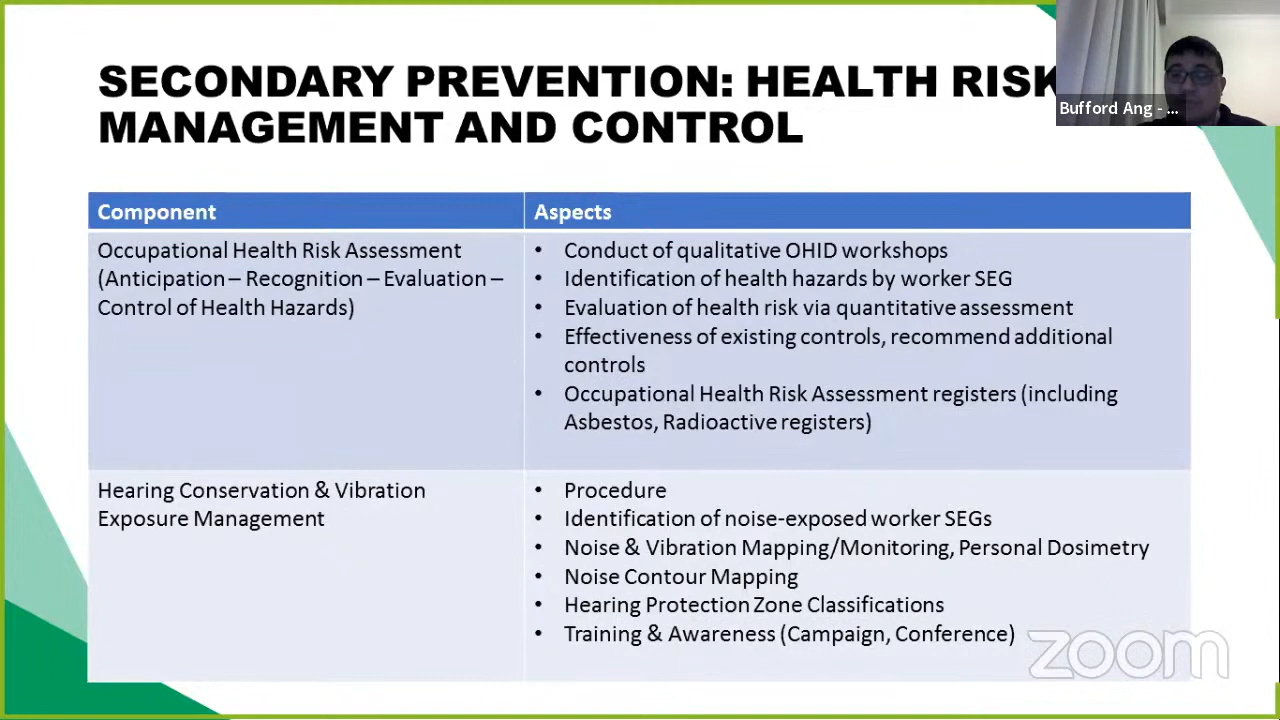 SECONDARY PREVENTION: HEALTH RISK
MANAGEMENT AND CONTROL
Bufford Ang - ...
Component
Aspects
Occupational Health Risk Assessment
(Anticipation – Recognition – Evaluation –
Control of Health Hazards)
• Conduct of qualitative OHID workshops
• Identification of health hazards by worker SEG
• Evaluation of health risk via quantitative assessment
• Effectiveness of existing controls, recommend additional
controls
• Occupational Health Risk Assessment registers (including
Asbestos, Radioactive registers)
Hearing Conservation & Vibration
Exposure Management
• Procedure
• Identification of noise-exposed worker SEGs
• Noise & Vibration Mapping/Monitoring, Personal Dosimetry
• Noise Contour Mapping
• Hearing Protection Zone Classifications
• Training & Awareness (Campaign, Conference)
zoom